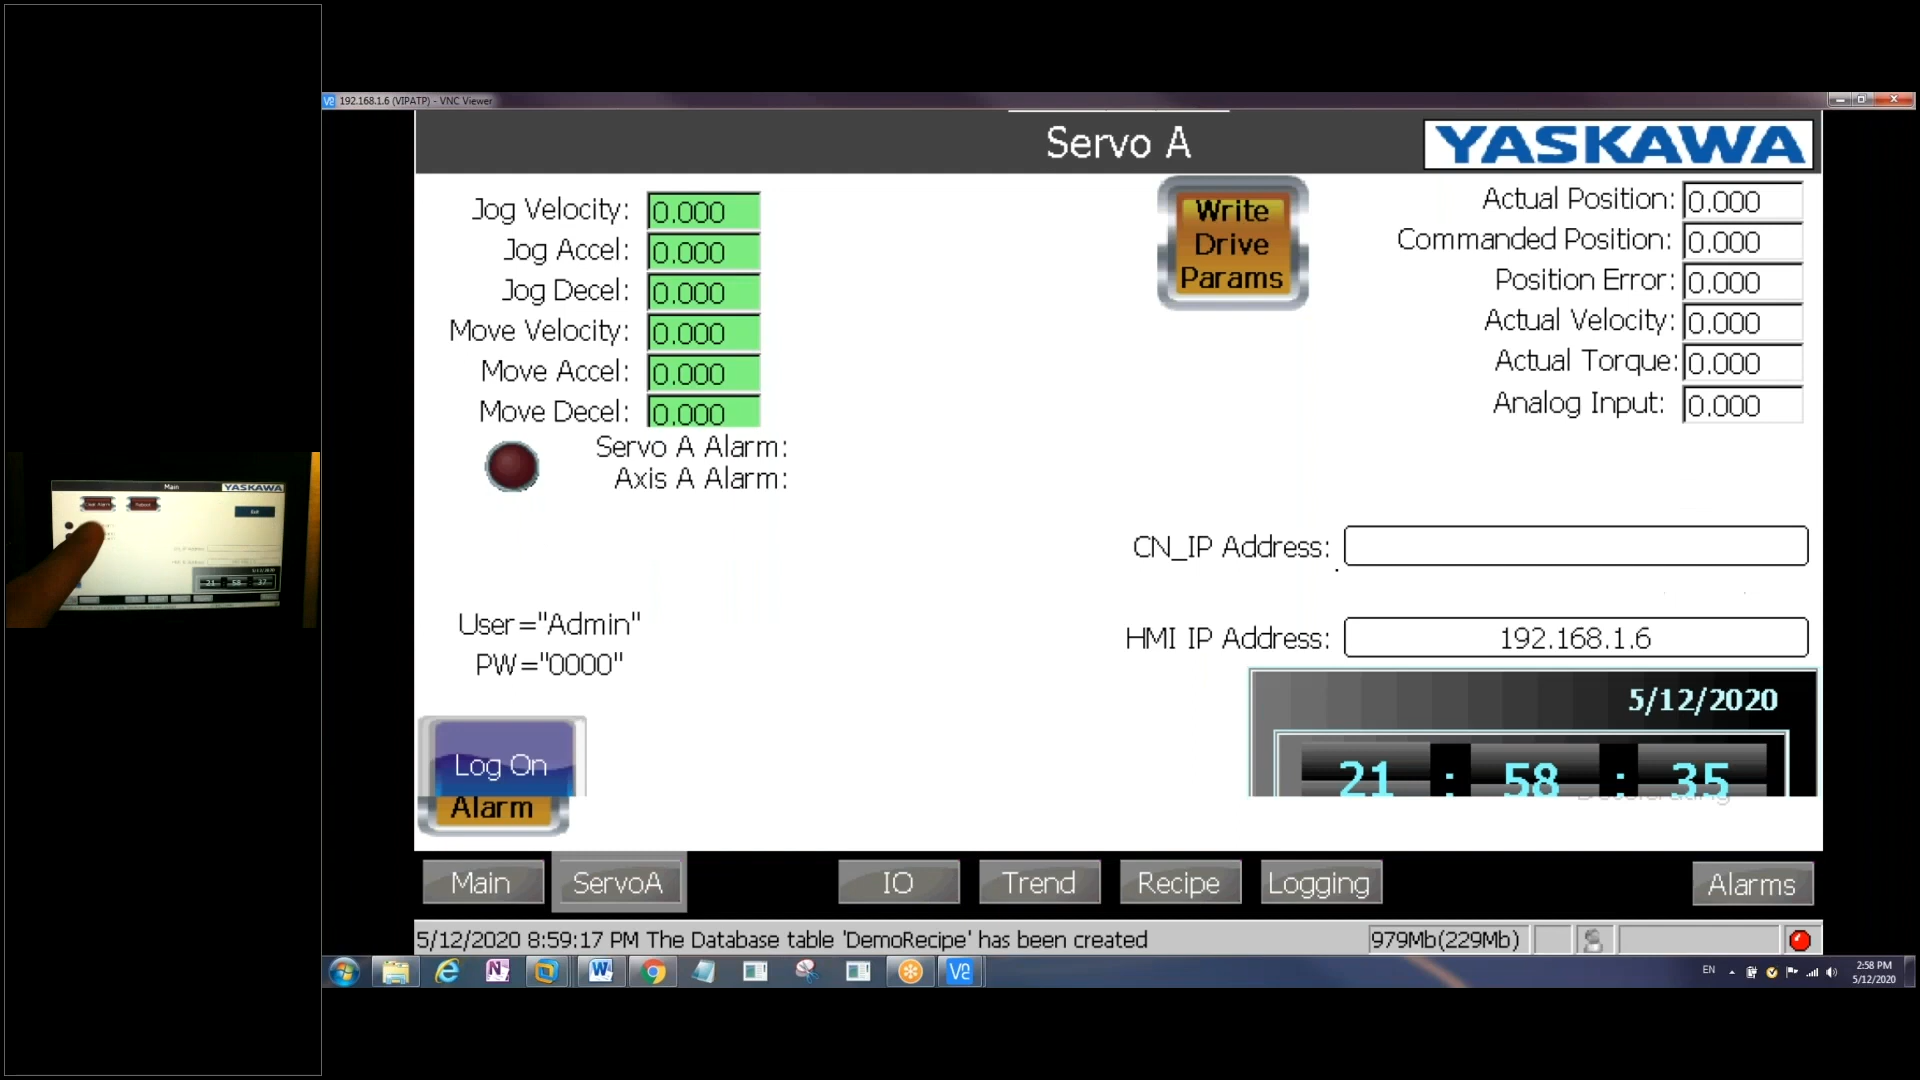 192.168.1.6 (VIPATP) - VNC Viewer
Servo A
YASKAWA
Jog Velocity: 0.000
Jog Accel: 0.000
Jog Decel: 0.000
Move Velocity: 0.000
Move Accel: 0.000
Move Decel: 0.000
Write
Drive
Params
Actual Position: 0.000
Commanded Position: 0.000
Position Error: 0.000
Actual Velocity: 0.000
Actual Torque: 0.000
Analog Input: 0.000
Servo A Alarm:
Axis A Alarm:
CN_IP Address:
HMI IP Address: 192.168.1.6
User="Admin"
PW="0000"
5/12/2020
21 : 58 : 35
Log On
Alarm
Main ServoA IO Trend Recipe Logging Alarms
5/12/2020 8:59:17 PM The Database table 'DemoRecipe' has been created
979Mb(229Mb)
EN
2:58 PM
5/12/2020
Main
YASKAWA
21 58 37